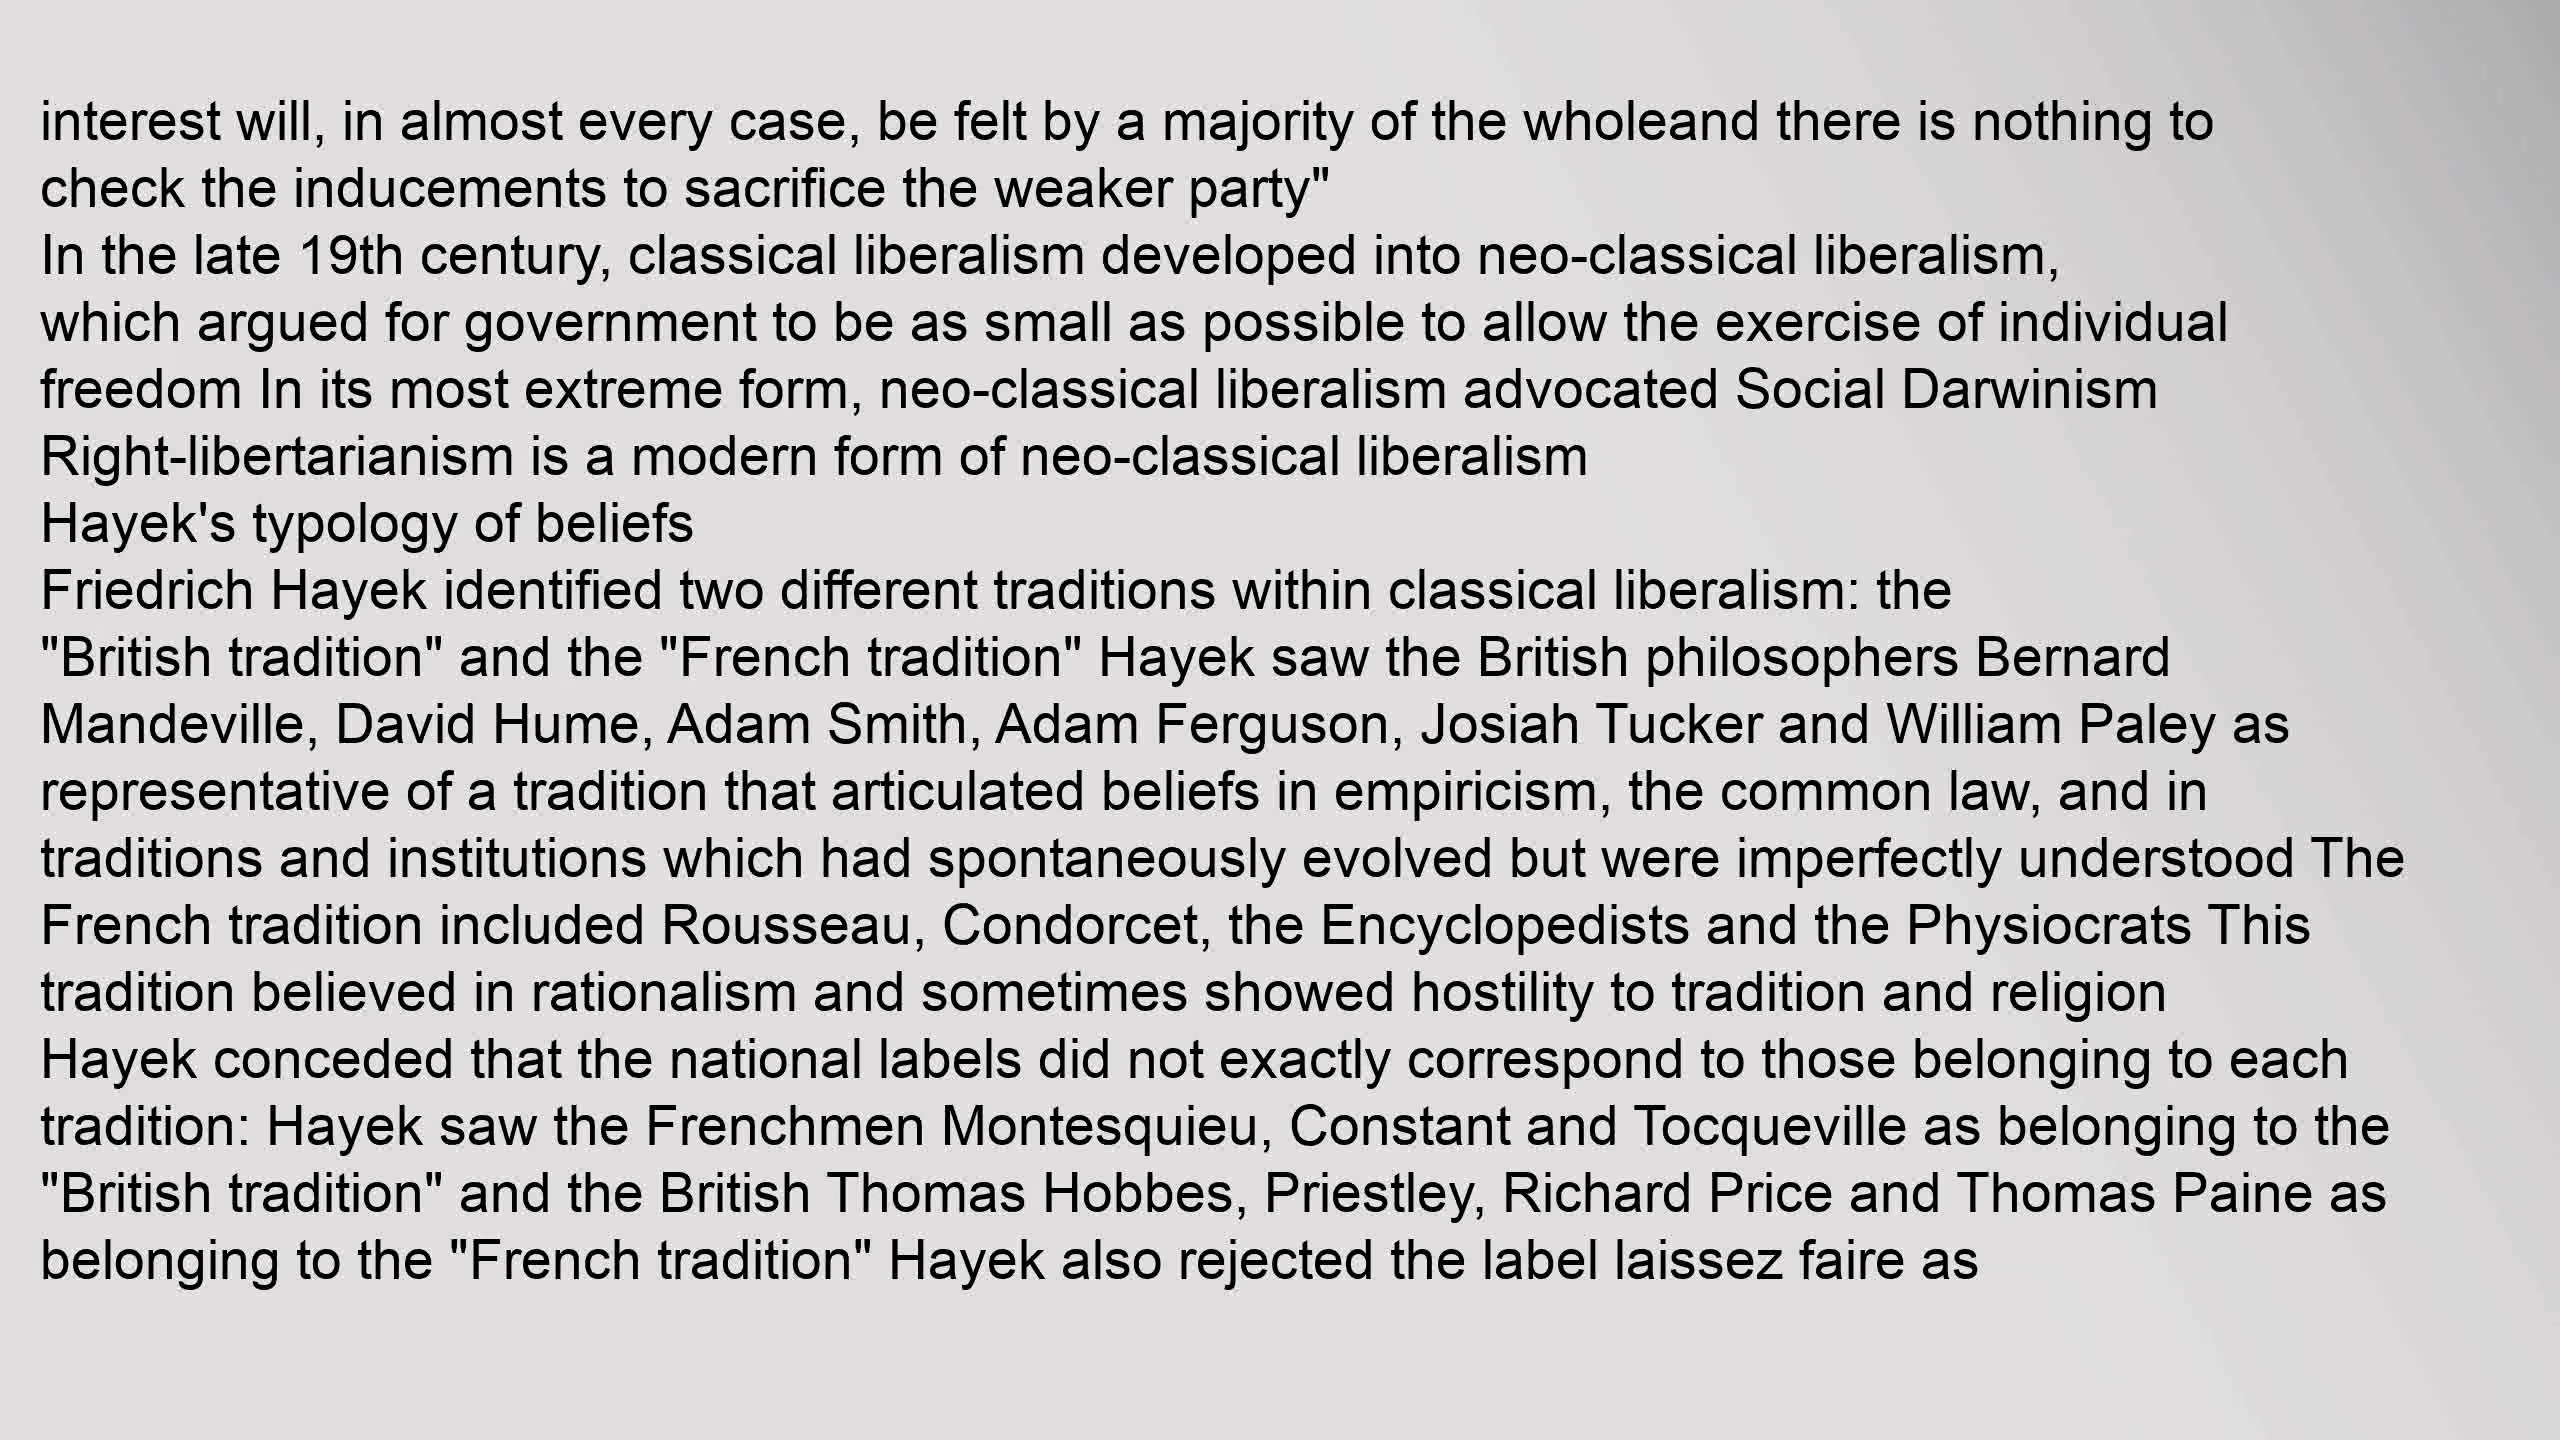 interest will, in almost every case, be felt by a majority of the wholeand there is nothing to
check the inducements to sacrifice the weaker party"
In the late 19th century, classical liberalism developed into neo-classical liberalism,
which argued for government to be as small as possible to allow the exercise of individual
freedom In its most extreme form, neo-classical liberalism advocated Social Darwinism
Right-libertarianism is a modern form of neo-classical liberalism
Hayek's typology of beliefs
Friedrich Hayek identified two different traditions within classical liberalism: the
"British tradition" and the "French tradition" Hayek saw the British philosophers Bernard
Mandeville, David Hume, Adam Smith, Adam Ferguson, Josiah Tucker and William Paley as
representative of a tradition that articulated beliefs in empiricism, the common law, and in
traditions and institutions which had spontaneously evolved but were imperfectly understood The
French tradition included Rousseau, Condorcet, the Encyclopedists and the Physiocrats This
tradition believed in rationalism and sometimes showed hostility to tradition and religion
Hayek conceded that the national labels did not exactly correspond to those belonging to each
tradition: Hayek saw the Frenchmen Montesquieu, Constant and Tocqueville as belonging to the
"British tradition" and the British Thomas Hobbes, Priestley, Richard Price and Thomas Paine as
belonging to the "French tradition" Hayek also rejected the label laissez faire as